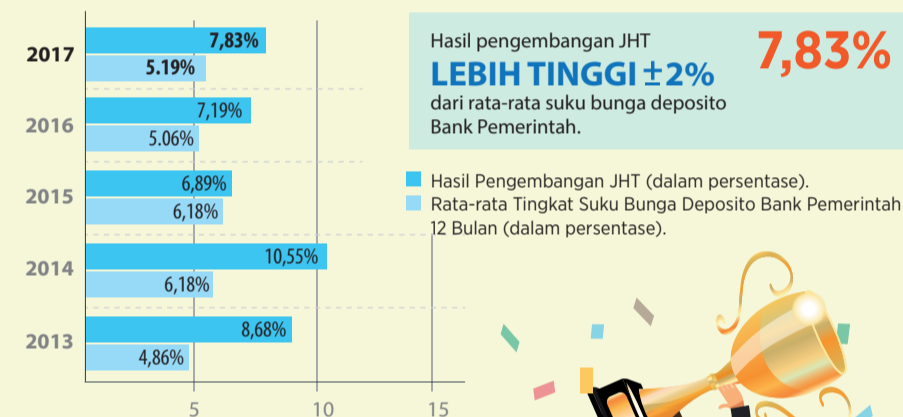 2017
7,83%
5.19%
2016
7,19%
5.06%
2015
6,89%
6,18%
2014
10,55%
6,18%
2013
8,68%
4,86%
5
10
15
Hasil pengembangan JHT
LEBIH TINGGI ±2%
dari rata-rata suku bunga deposito
Bank Pemerintah.
7,83%
Hasil Pengembangan JHT (dalam persentase).
Rata-rata Tingkat Suku Bunga Deposito Bank Pemerintah
12 Bulan (dalam persentase).